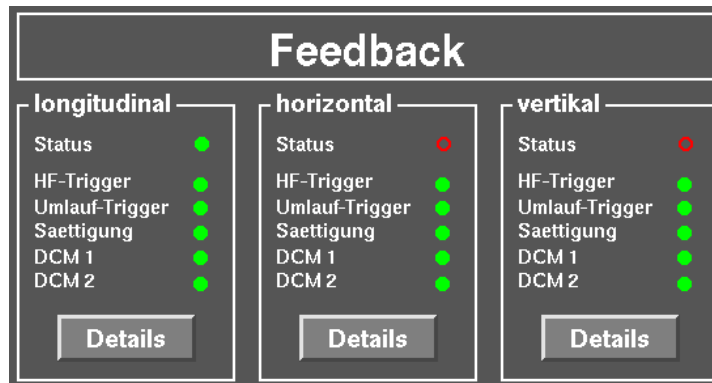 Feedback
longitudinal
Status
HF-Trigger
Umlauf-Trigger
Saettigung
DCM 1
DCM 2
Details
horizontal
Status
HF-Trigger
Umlauf-Trigger
Saettigung
DCM 1
DCM 2
Details
vertikal
Status
HF-Trigger
Umlauf-Trigger
Saettigung
DCM 1
DCM 2
Details